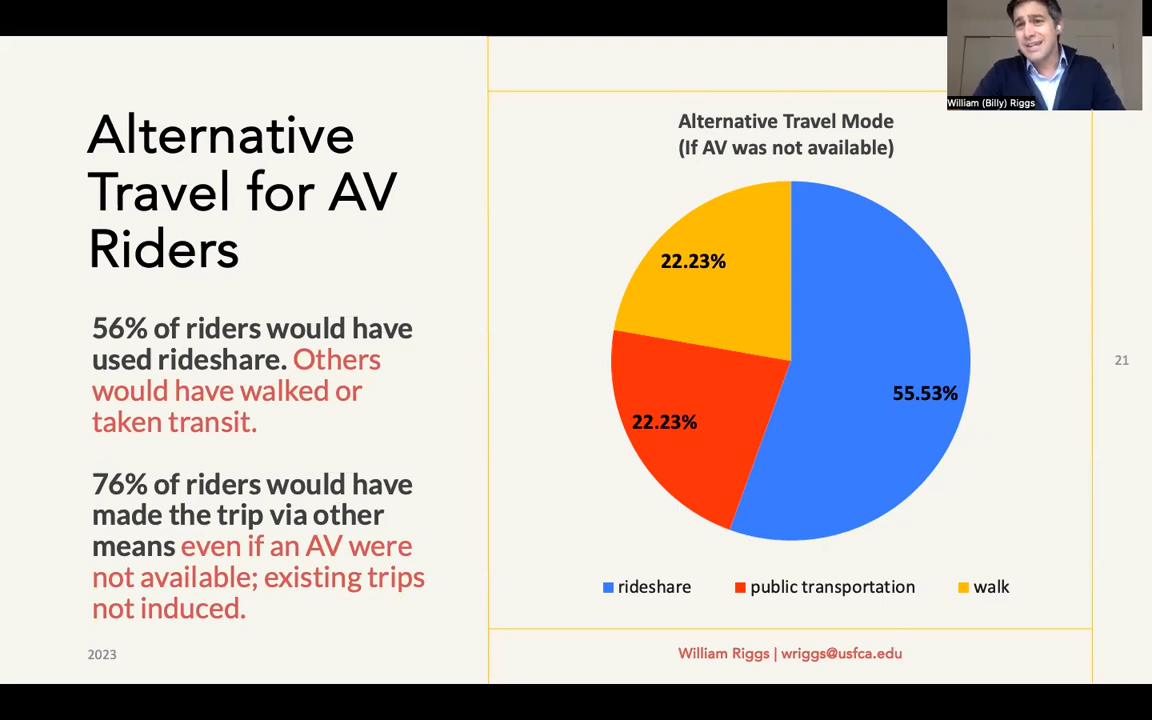 William (Billy) Riggs
Alternative
Travel for AV
Riders
56% of riders would have
used rideshare. Others
would have walked or
taken transit.
76% of riders would have
made the trip via other
means even if an AV were
not available; existing trips
not induced.
2023
Alternative Travel Mode
(If AV was not available)
22.23%
55.53%
22.23%
rideshare
public transportation
walk
William Riggs | wriggs@usfca.edu
21